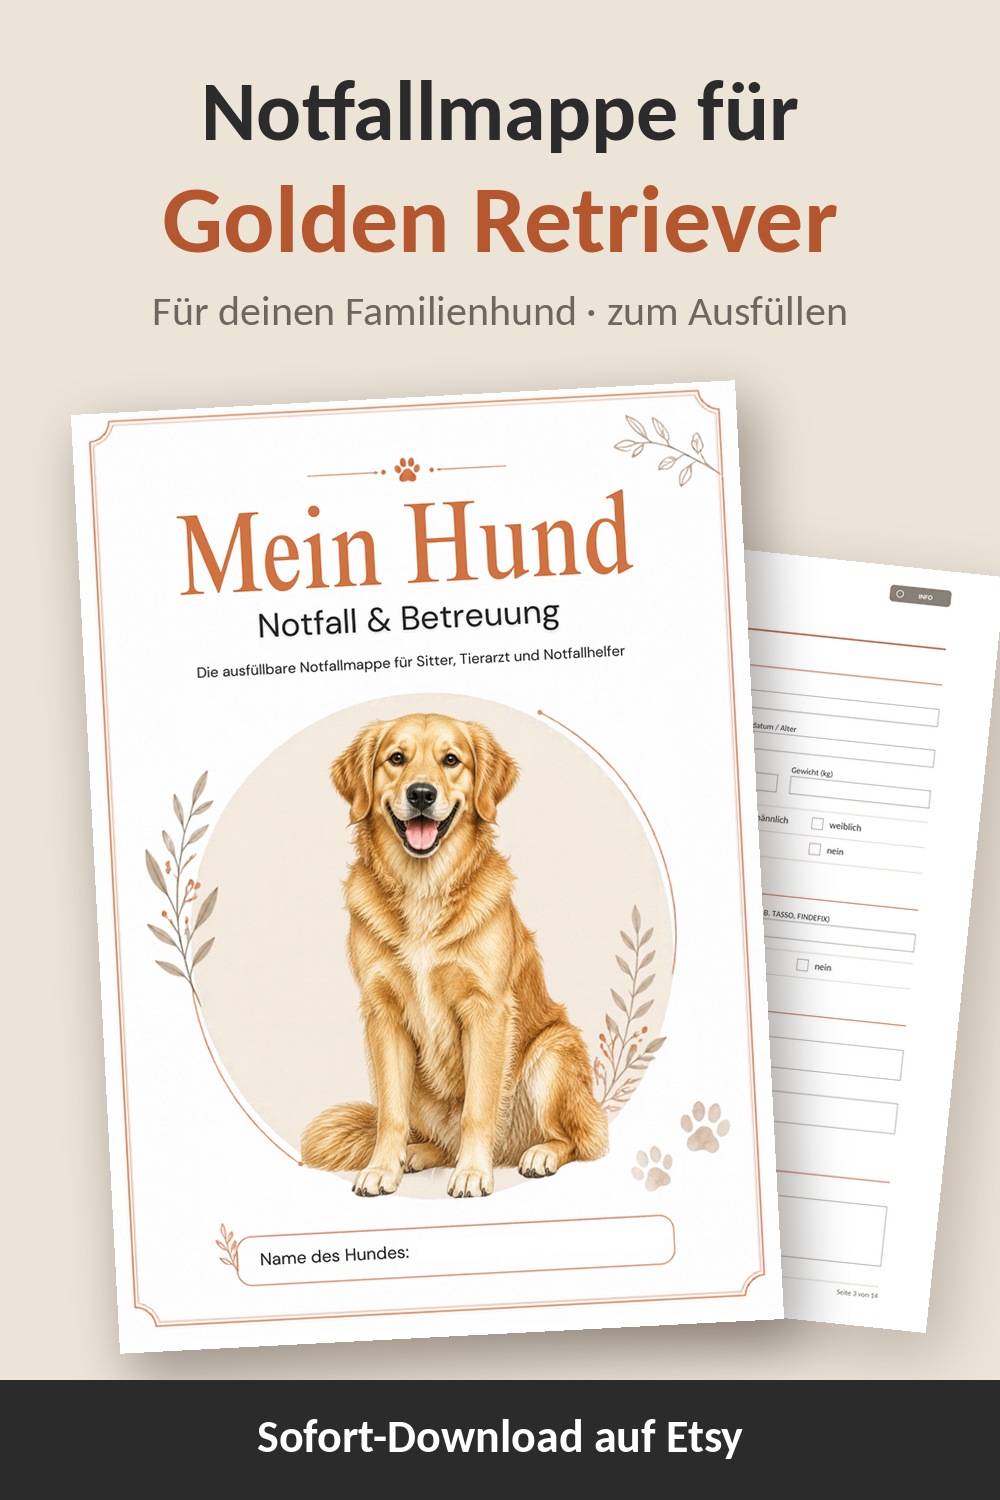 Notfallmappe für
Golden Retriever
Für deinen Familienhund · zum Ausfüllen
Mein Hund
Notfall & Betreuung
Die ausfüllbare Notfallmappe für Sitter, Tierarzt und Notfallhelfer
Name des Hundes:
INFO
datum / Alter
Gewicht (kg)
männlich
weiblich
nein
B. TASSO, FINDEFIX)
nein
Seite 3 von 14
Sofort-Download auf Etsy